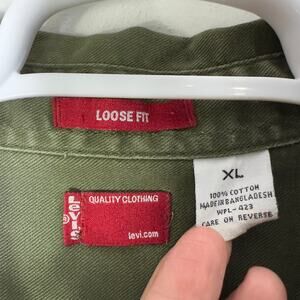 LOOSE FIT
XL
100% COTTON
MADE IN BANGLADESH
WPL-423
CARE ON REVERSE
Levi's
®
QUALITY CLOTHING
levi.com